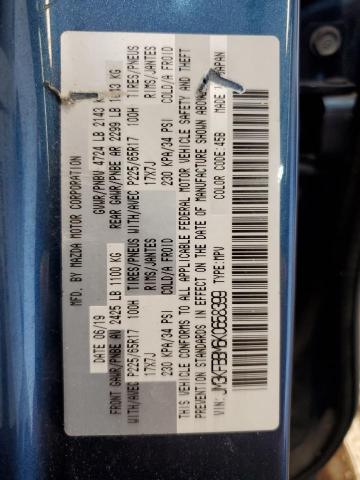 MFD BY MAZDA MOTOR CORPORATION
DATE 06/19 GVWR/PNBV 4724 LB 2143 KG
FRONT GAWR/PNBE AV 2425 LB 1100 KG REAR GAWR/PNBE AR 2299 LB KG
WITH/AVEC P225/65R17 100H TIRES/PNEUS WITH/AVEC P225/65R17 100H TIRES/PNEUS
17X7J RIMS/JANTES 17X7J RIMS/JANTES
230 KPA/34 PSI COLD/A FROID 230 KPA/34 PSI COLD/A FROID
THIS VEHICLE CONFORMS TO ALL APPLICABLE FEDERAL MOTOR VEHICLE SAFETY AND THEFT
PREVENTION STANDARDS IN EFFECT ON THE DATE OF MANUFACTURE SHOWN ABOVE.
MADE JAPAN
TYPE:MPV COLOR CODE:45B